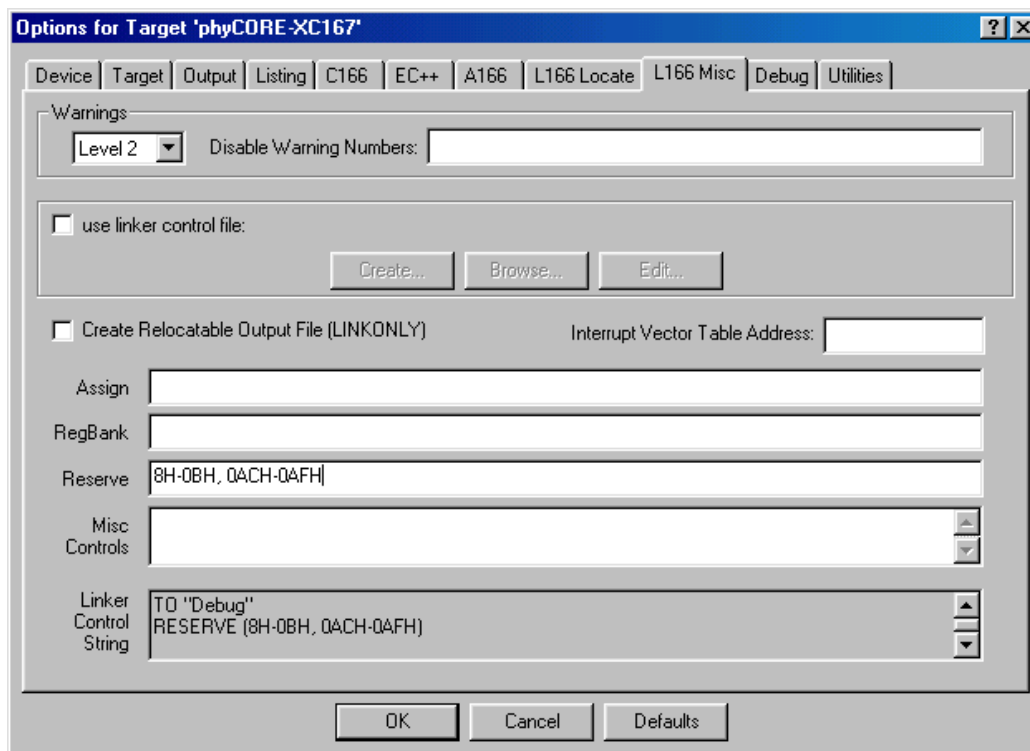 Options for Target 'phyCORE-XC167'
Device Target Output Listing C166 EC++ A166 L166 Locate L166 Misc Debug Utilities
Warnings
Level 2 Disable Warning Numbers:
use linker control file:
Create... Browse... Edit...
Create Relocatable Output File (LINKONLY) Interrupt Vector Table Address:
Assign
RegBank
Reserve 8H-0BH, 0ACH-0AFH
Misc
Controls
Linker
Control
String
TO "Debug"
RESERVE (8H-0BH, 0ACH-0AFH)
OK Cancel Defaults